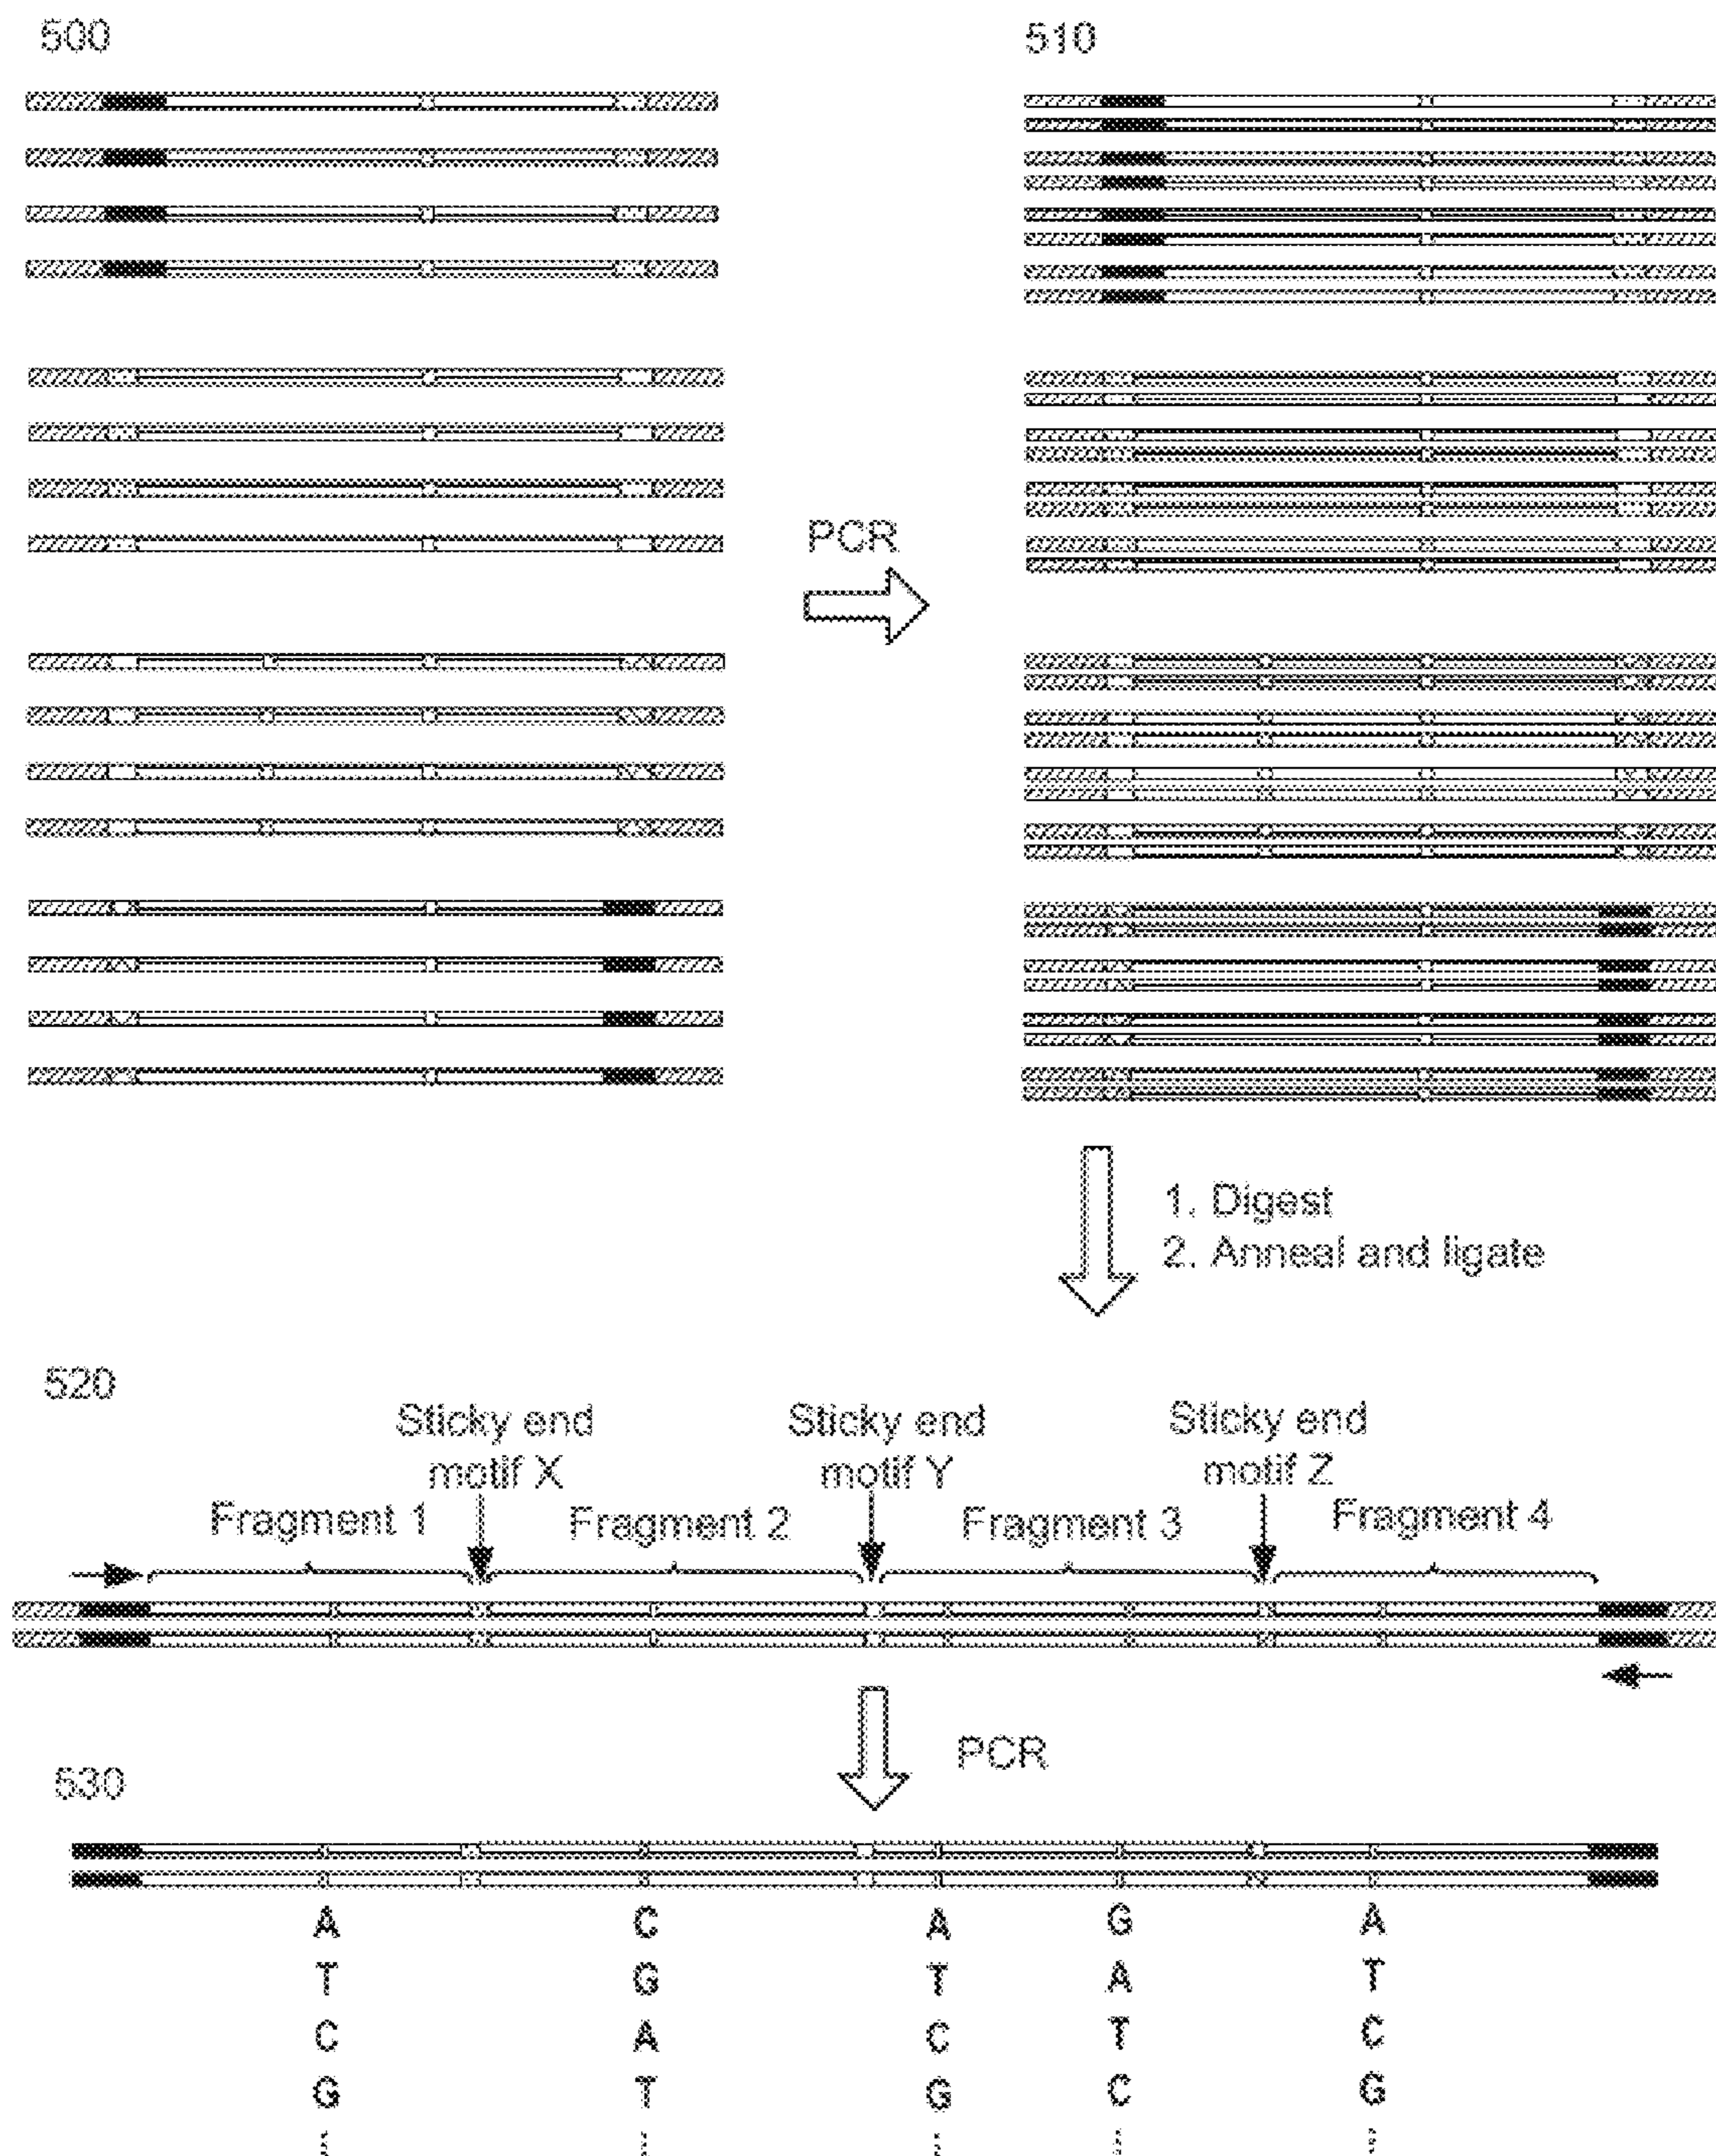 500
510
PCR
1. Digest
2. Anneal and ligate
520
Sticky end
motif X
Sticky end
motif Y
Sticky end
motif Z
Fragment 1
Fragment 2
Fragment 3
Fragment 4
PCR
530
A C A G A
T G T A T
C A C T C
G T G C G